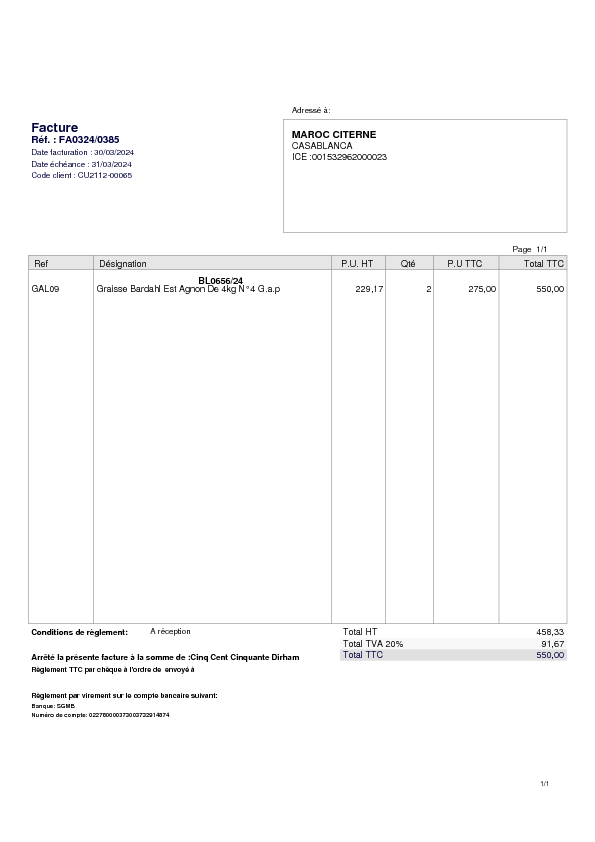 Adressé à:
Facture
Réf. : FA0324/0385
Date facturation : 30/03/2024
Date échéance : 31/03/2024
Code client : CU2112-00065
MAROC CITERNE
CASABLANCA
ICE :001532962000023
Page 1/1
Ref Désignation P.U. HT Qté P.U TTC Total TTC
BL0656/24
GAL09 Graisse Bardahl Est Agnon De 4kg N°4 G.a.p 229,17 2 275,00 550,00
Conditions de règlement: A réception
Total HT 458,33
Total TVA 20% 91,67
Total TTC 550,00
Arrêté la présente facture à la somme de :Cinq Cent Cinquante Dirham
Règlement TTC par chèque à l'ordre de envoyé à
Règlement par virement sur le compte bancaire suivant:
Banque: SGMB
Numéro de compte: 022780000373003732914874
1/1